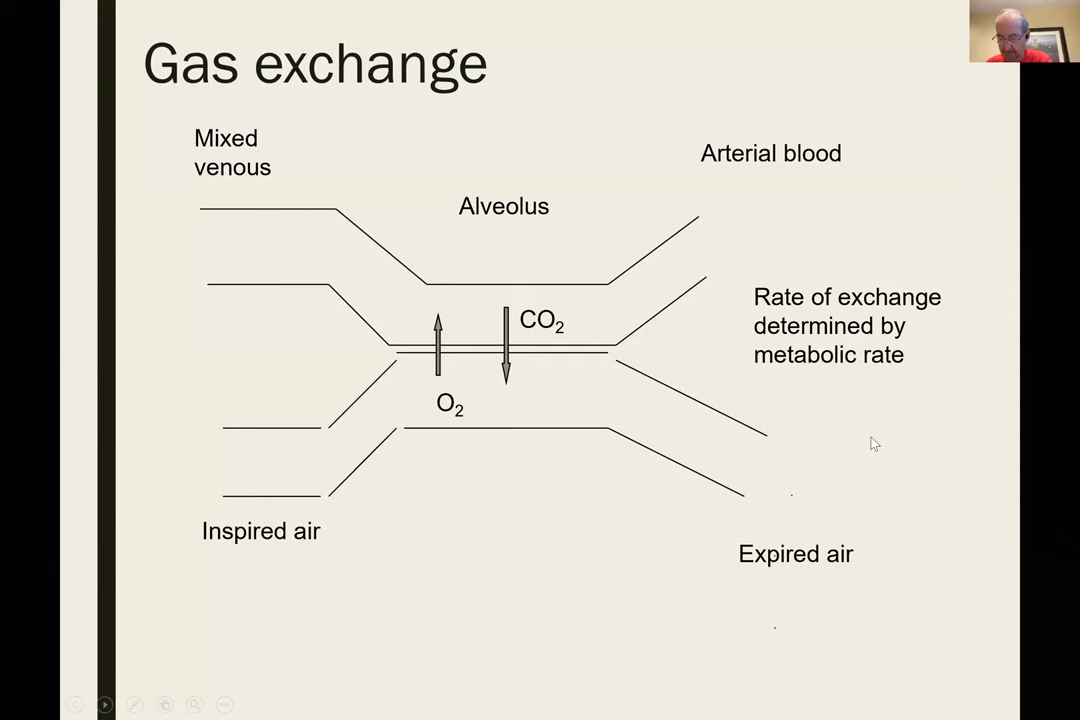 Gas exchange
Mixed
venous
Arterial blood
Alveolus
Rate of exchange
determined by
metabolic rate
CO₂
O₂
Inspired air
Expired air